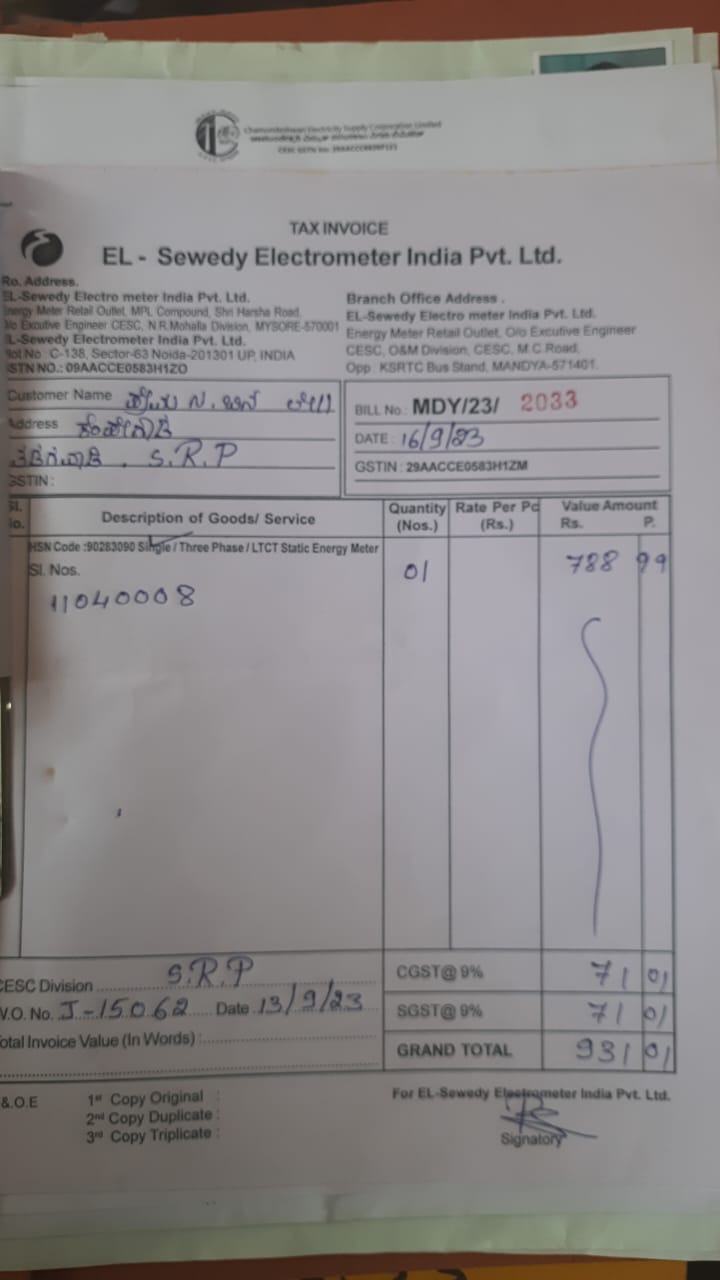 Chamundeshwari Electricity Supply Corporation Limited
TAX INVOICE
EL - Sewedy Electrometer India Pvt. Ltd.
Ro. Address.
EL-Sewedy Electro meter India Pvt. Ltd.
Energy Meter Retail Outlet, MPL Compound, Shri Harsha Road,
O/o Excutive Engineer CESC, N.R.Mohalla Division, MYSORE-570001
EL-Sewedy Electrometer India Pvt. Ltd.
Plot No : C-138, Sector-63 Noida-201301 UP, INDIA
GSTN NO.: 09AACCE0583H1ZO
Branch Office Address .
EL-Sewedy Electro meter India Pvt. Ltd.
Energy Meter Retail Outlet, O/o Excutive Engineer
CESC, O&M Division, CESC, M.C.Road,
Opp : KSRTC Bus Stand, MANDYA-571401.
Customer Name
Address
S.R.P
GSTIN :
BILL No.: MDY/23/ 2033
DATE : 16/9/23
GSTIN : 29AACCE0583H1ZM
Sl. No. Description of Goods/ Service Quantity (Nos.) Rate Per Pc (Rs.) Value Amount Rs. P.
HSN Code :90283090 Single / Three Phase / LTCT Static Energy Meter
Sl. Nos. 01 788 99
11040008
CESC Division S.R.P CGST@ 9% 71 01
W.O. No. J-15062 Date 13/9/23 SGST@ 9% 71 01
Total Invoice Value (In Words) : GRAND TOTAL 931 01
E.&.O.E 1st Copy Original :
2nd Copy Duplicate :
3rd Copy Triplicate :
For EL-Sewedy Electrometer India Pvt. Ltd.
Signatory